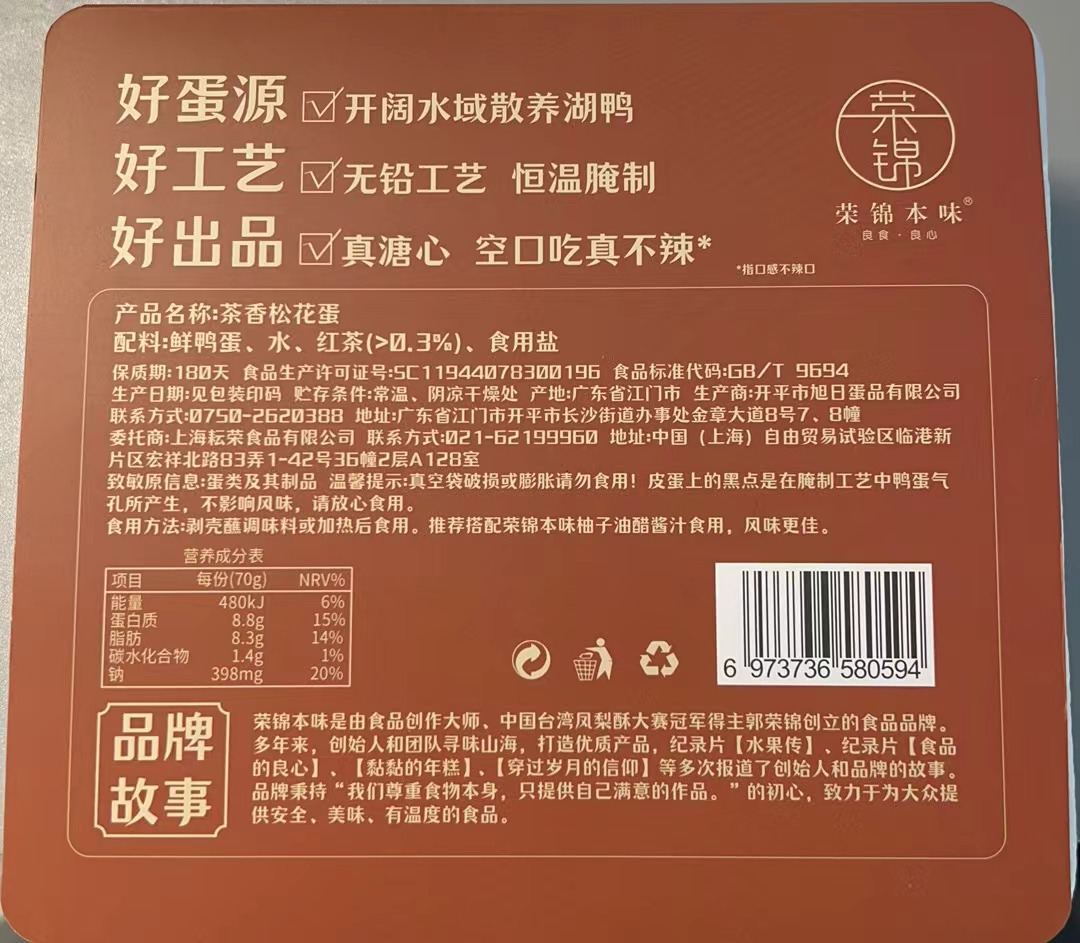 好蛋源 开阔水域散养湖鸭
好工艺 无铅工艺 恒温腌制
好出品 真溏心 空口吃真不辣*
*指口感不辣口
荣锦
荣锦本味®
良食·良心
产品名称:茶香松花蛋
配料:鲜鸭蛋、水、红茶(>0.3%)、食用盐
保质期:180天 食品生产许可证号:SC11944078300196 食品标准代码:GB/T 9694
生产日期:见包装印码 贮存条件:常温、阴凉干燥处 产地:广东省江门市 生产商:开平市旭日蛋品有限公司
联系方式:0750-2620388 地址:广东省江门市开平市长沙街道办事处金章大道8号7、8幢
委托商:上海耘荣食品有限公司 联系方式:021-62199960 地址:中国（上海）自由贸易试验区临港新
片区宏祥北路83弄1-42号36幢2层A128室
致敏原信息:蛋类及其制品 温馨提示:真空袋破损或膨胀请勿食用！皮蛋上的黑点是在腌制工艺中鸭蛋气
孔所产生，不影响风味，请放心食用。
食用方法:剥壳蘸调味料或加热后食用。推荐搭配荣锦本味柚子油醋酱汁食用，风味更佳。
营养成分表
项目 每份(70g) NRV%
能量 480kJ 6%
蛋白质 8.8g 15%
脂肪 8.3g 14%
碳水化合物 1.4g 1%
钠 398mg 20%
6 973736 580594
品牌
故事
荣锦本味是由食品创作大师、中国台湾凤梨酥大赛冠军得主郭荣锦创立的食品品牌。
多年来，创始人和团队寻味山海，打造优质产品，纪录片【水果传】、纪录片【食品
的良心】、【黏黏的年糕】、【穿过岁月的信仰】等多次报道了创始人和品牌的故事。
品牌秉持“我们尊重食物本身，只提供自己满意的作品。”的初心，致力于为大众提
供安全、美味、有温度的食品。